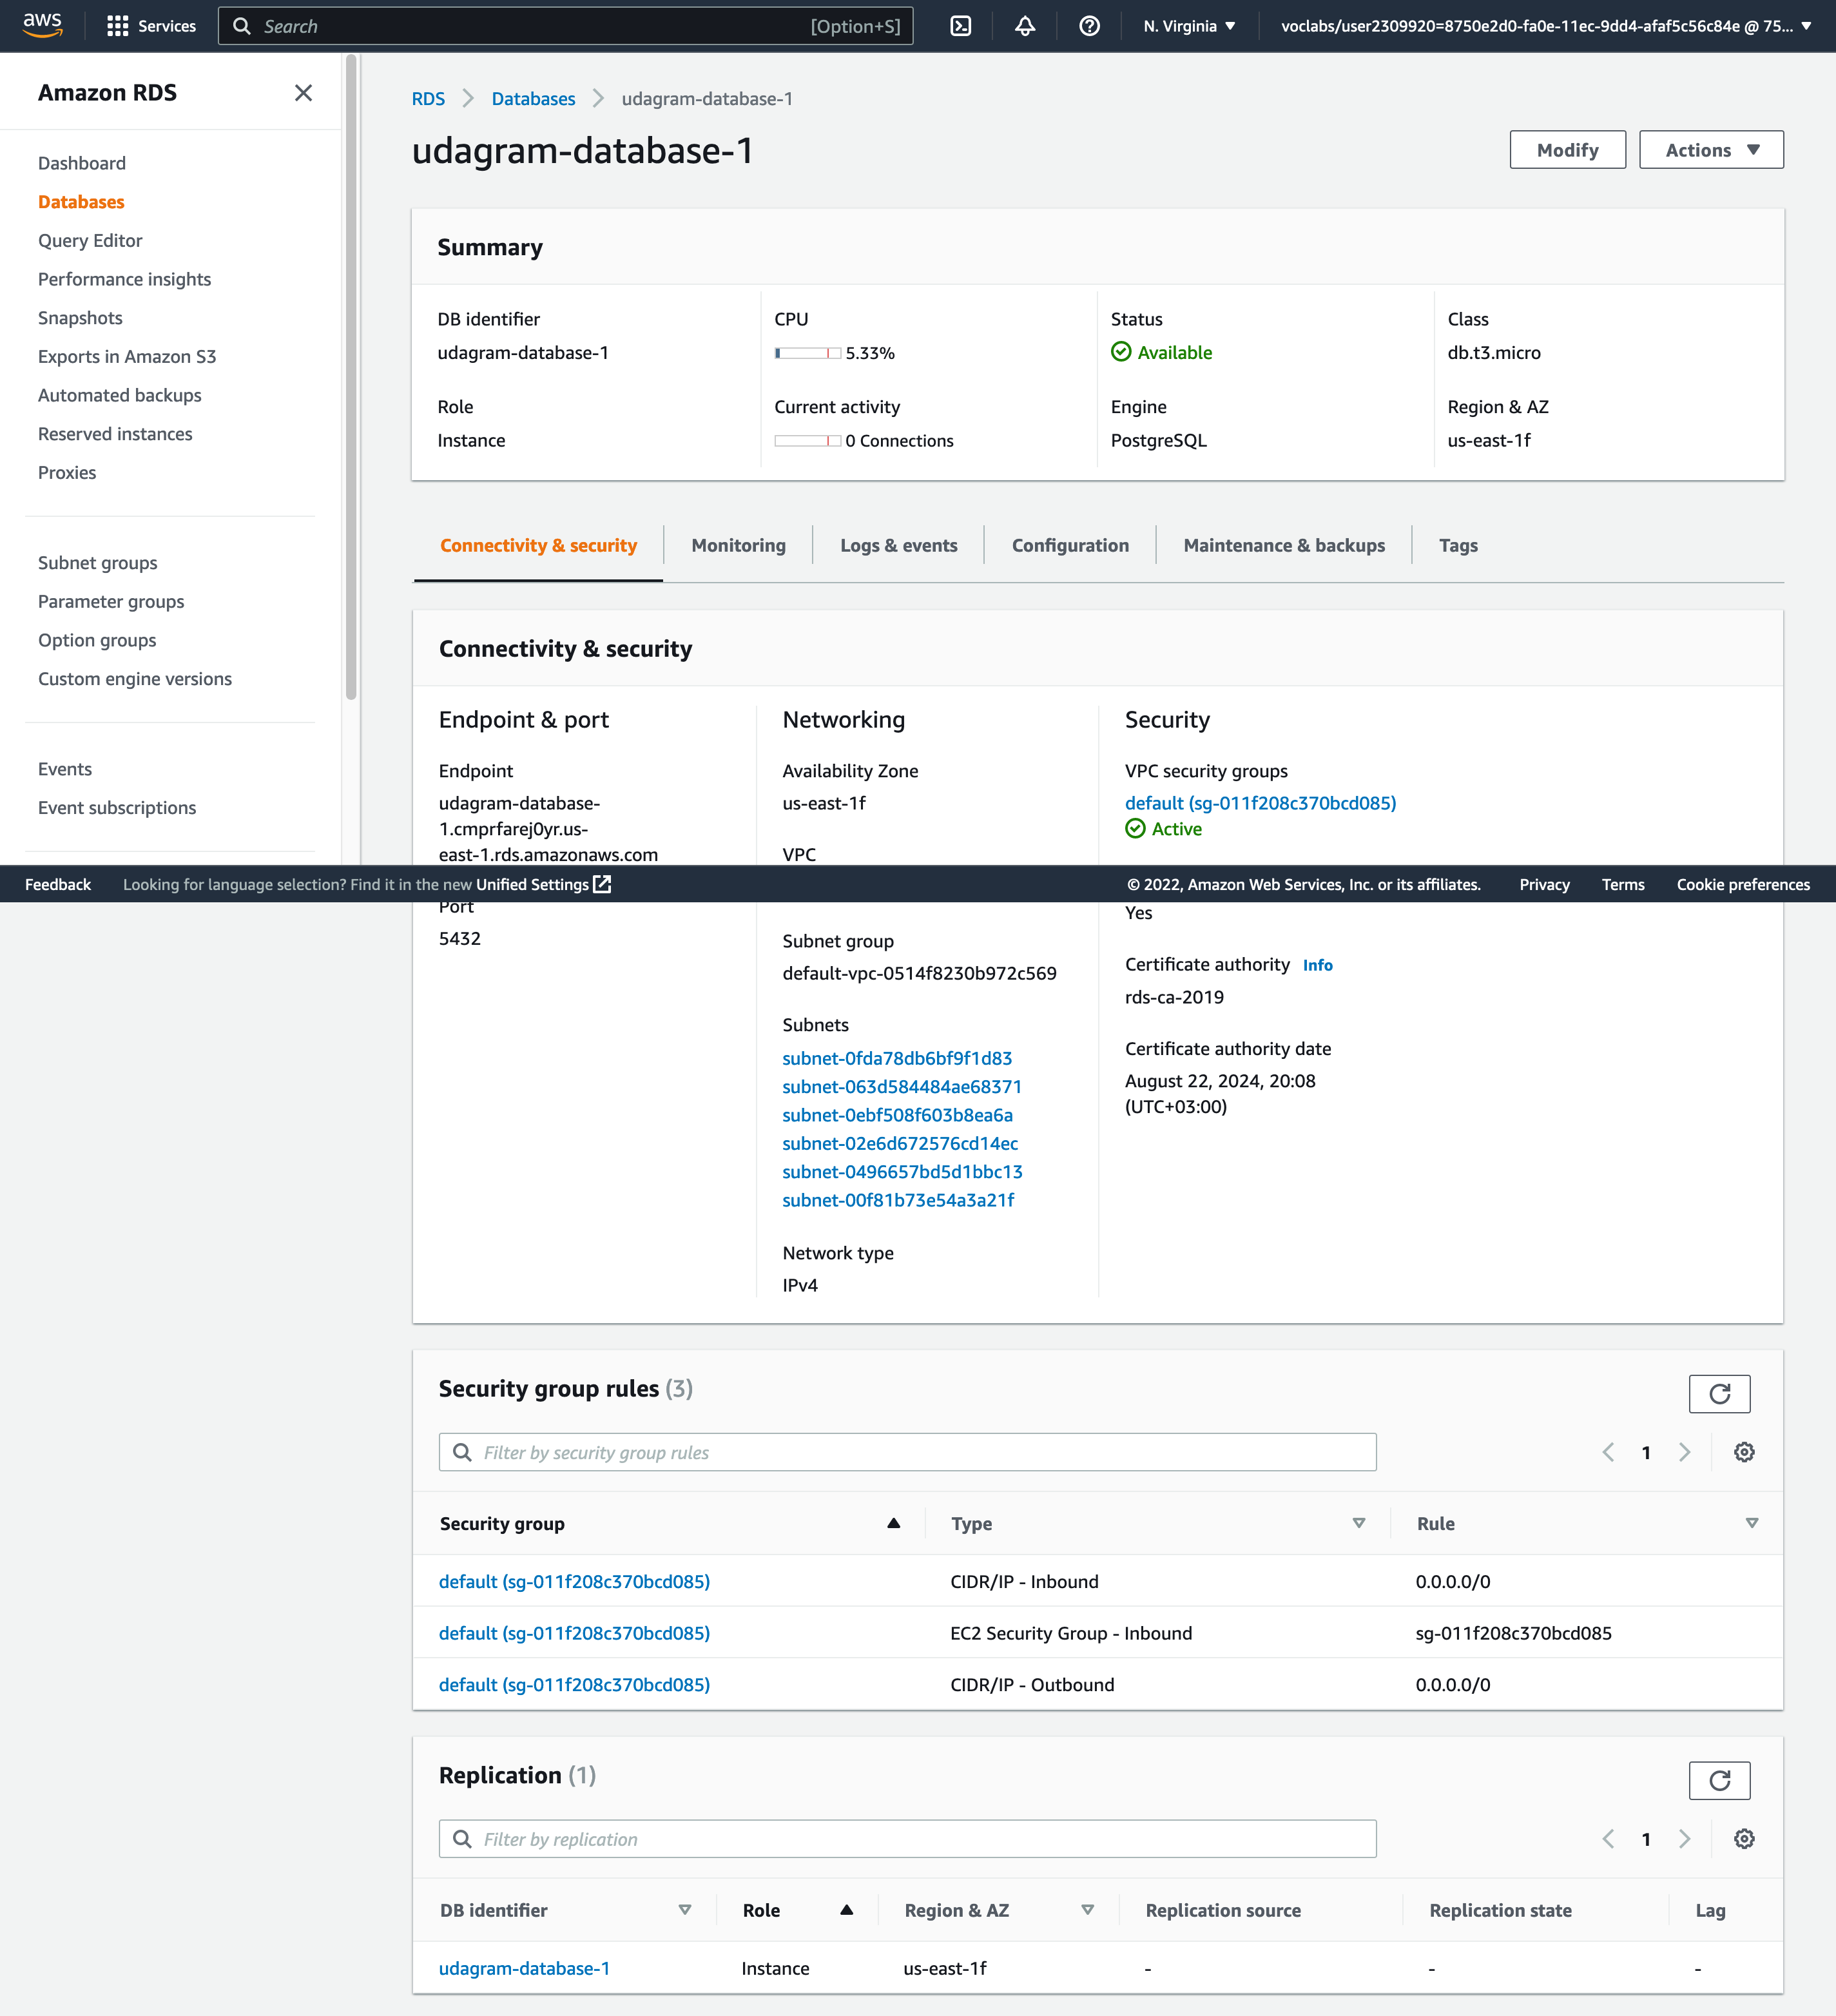 aws
Services
Search
[Option+S]
N. Virginia
voclabs/user2309920=8750e2d0-fa0e-11ec-9dd4-afaf5c56c84e @ 75...
Amazon RDS
Dashboard
Databases
Query Editor
Performance insights
Snapshots
Exports in Amazon S3
Automated backups
Reserved instances
Proxies
Subnet groups
Parameter groups
Option groups
Custom engine versions
Events
Event subscriptions
RDS
Databases
udagram-database-1
udagram-database-1
Modify
Actions
Summary
DB identifier
udagram-database-1
CPU
5.33%
Status
Available
Class
db.t3.micro
Role
Instance
Current activity
0 Connections
Engine
PostgreSQL
Region & AZ
us-east-1f
Connectivity & security
Monitoring
Logs & events
Configuration
Maintenance & backups
Tags
Connectivity & security
Endpoint & port
Endpoint
udagram-database-
1.cmprfarej0yr.us-
east-1.rds.amazonaws.com
Port
5432
Networking
Availability Zone
us-east-1f
VPC
Subnet group
default-vpc-0514f8230b972c569
Subnets
subnet-0fda78db6bf9f1d83
subnet-063d584484ae68371
subnet-0ebf508f603b8ea6a
subnet-02e6d672576cd14ec
subnet-0496657bd5d1bbc13
subnet-00f81b73e54a3a21f
Network type
IPv4
Security
VPC security groups
default (sg-011f208c370bcd085)
Active
Yes
Certificate authority
Info
rds-ca-2019
Certificate authority date
August 22, 2024, 20:08
(UTC+03:00)
Feedback
Looking for language selection? Find it in the new Unified Settings
© 2022, Amazon Web Services, Inc. or its affiliates.
Privacy
Terms
Cookie preferences
Security group rules (3)
Filter by security group rules
1
Security group
Type
Rule
default (sg-011f208c370bcd085)
CIDR/IP - Inbound
0.0.0.0/0
default (sg-011f208c370bcd085)
EC2 Security Group - Inbound
sg-011f208c370bcd085
default (sg-011f208c370bcd085)
CIDR/IP - Outbound
0.0.0.0/0
Replication (1)
Filter by replication
1
DB identifier
Role
Region & AZ
Replication source
Replication state
Lag
udagram-database-1
Instance
us-east-1f
-
-
-